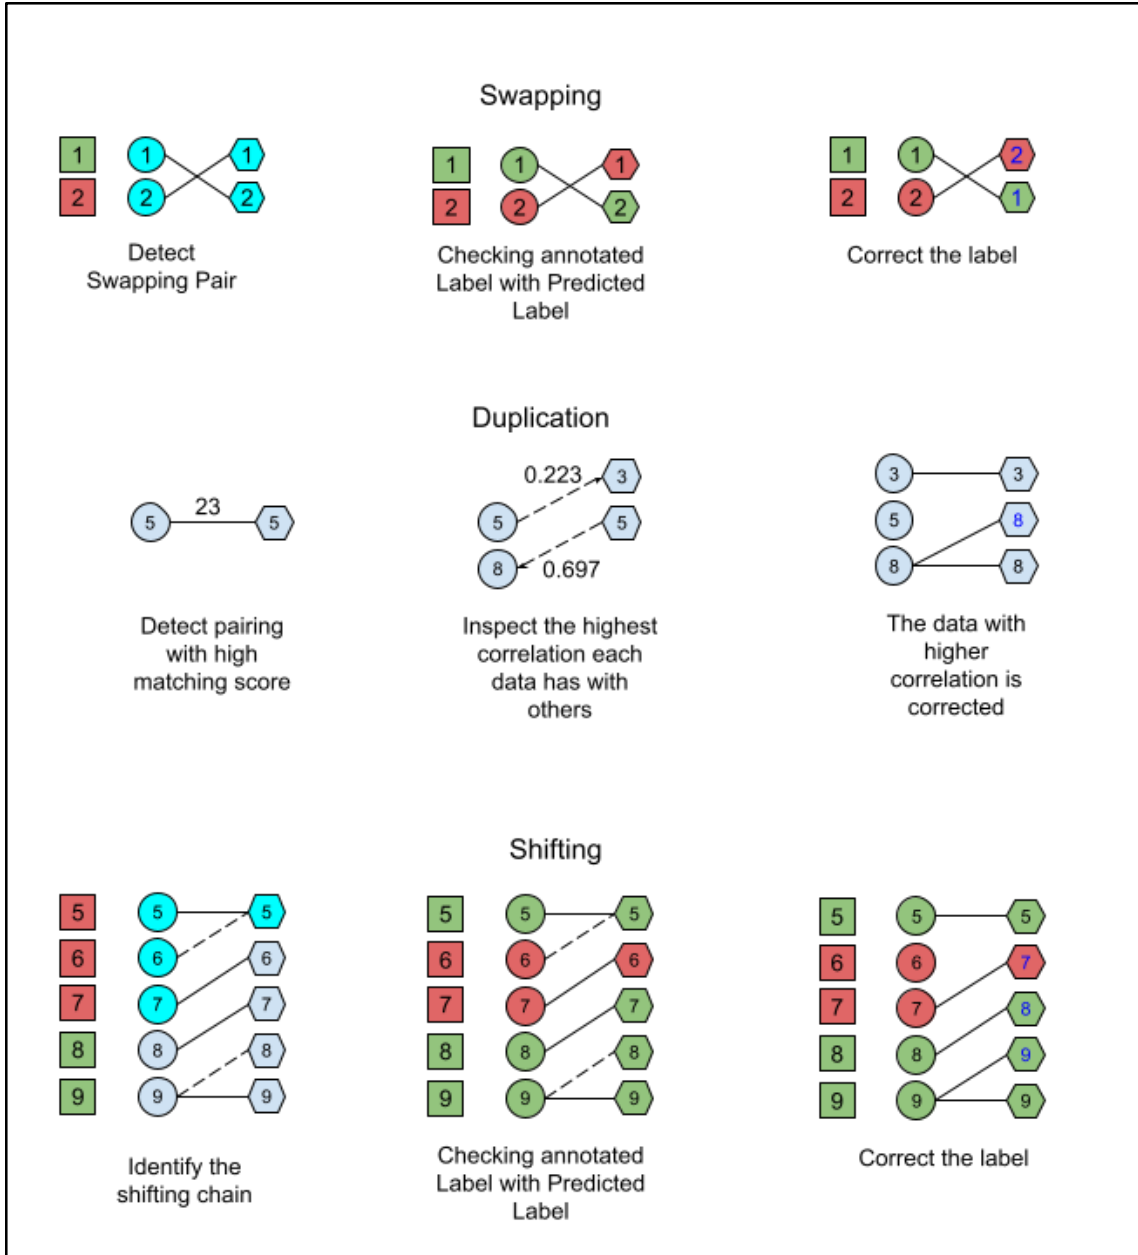 Swapping
1 1 1
2 2 2
Detect
Swapping Pair
1 1 1
2 2 2
Checking annotated
Label with Predicted
Label
1 1 2
2 2 1
Correct the label
Duplication
23
5 5
Detect pairing
with high
matching score
0.223
3
5 5
8
0.697
Inspect the highest
correlation each
data has with
others
3 3
5 8
8 8
The data with
higher
correlation is
corrected
Shifting
5 5 5
6 6 6
7 7 7
8 8 8
9 9 9
Identify the
shifting chain
5 5 5
6 6 6
7 7 7
8 8 8
9 9 9
Checking annotated
Label with Predicted
Label
5 5 5
6 6 7
7 7 8
8 8 9
9 9 9
Correct the label